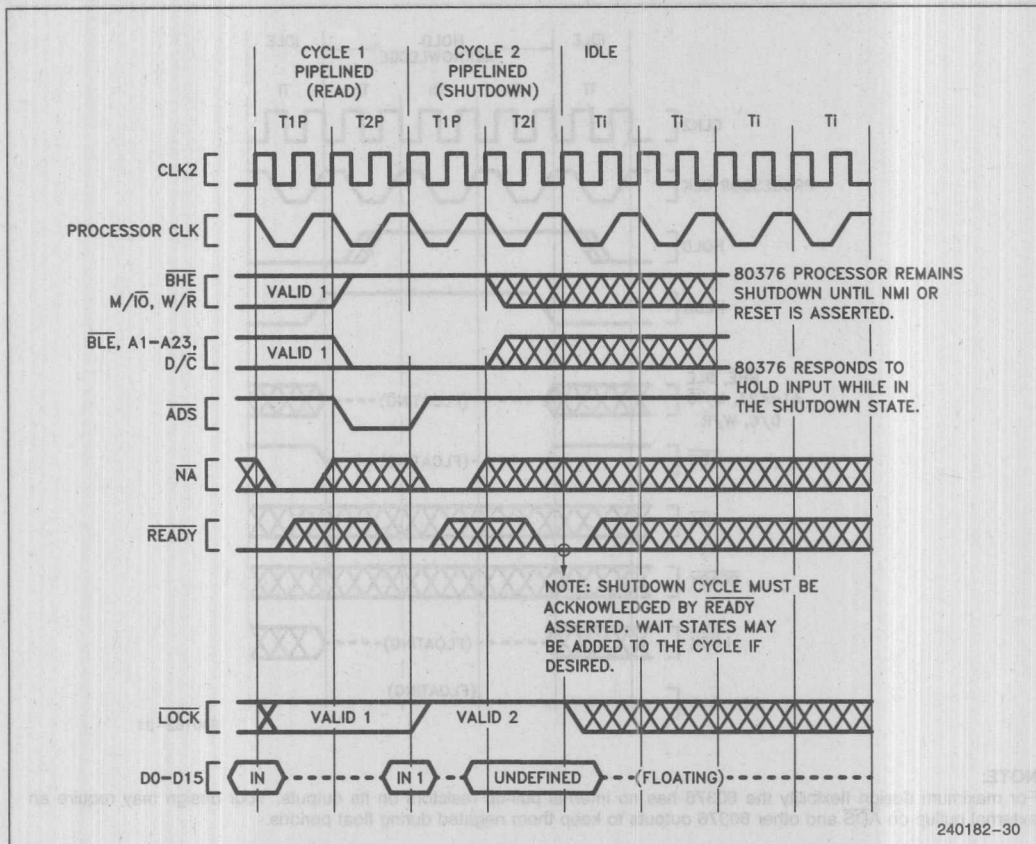 CYCLE 1
PIPELINED
(READ)
CYCLE 2
PIPELINED
(SHUTDOWN)
IDLE
T1P T2P T1P T2I Ti Ti Ti Ti
CLK2
PROCESSOR CLK
BHE
M/IO, W/R
VALID 1
80376 PROCESSOR REMAINS
SHUTDOWN UNTIL NMI OR
RESET IS ASSERTED.
BLE, A1-A23,
D/C
VALID 1
80376 RESPONDS TO
HOLD INPUT WHILE IN
THE SHUTDOWN STATE.
ADS
NA
READY
NOTE: SHUTDOWN CYCLE MUST BE
ACKNOWLEDGED BY READY
ASSERTED. WAIT STATES MAY
BE ADDED TO THE CYCLE IF
DESIRED.
LOCK
VALID 1 VALID 2
D0-D15
IN IN 1 UNDEFINED (FLOATING)
240182-30